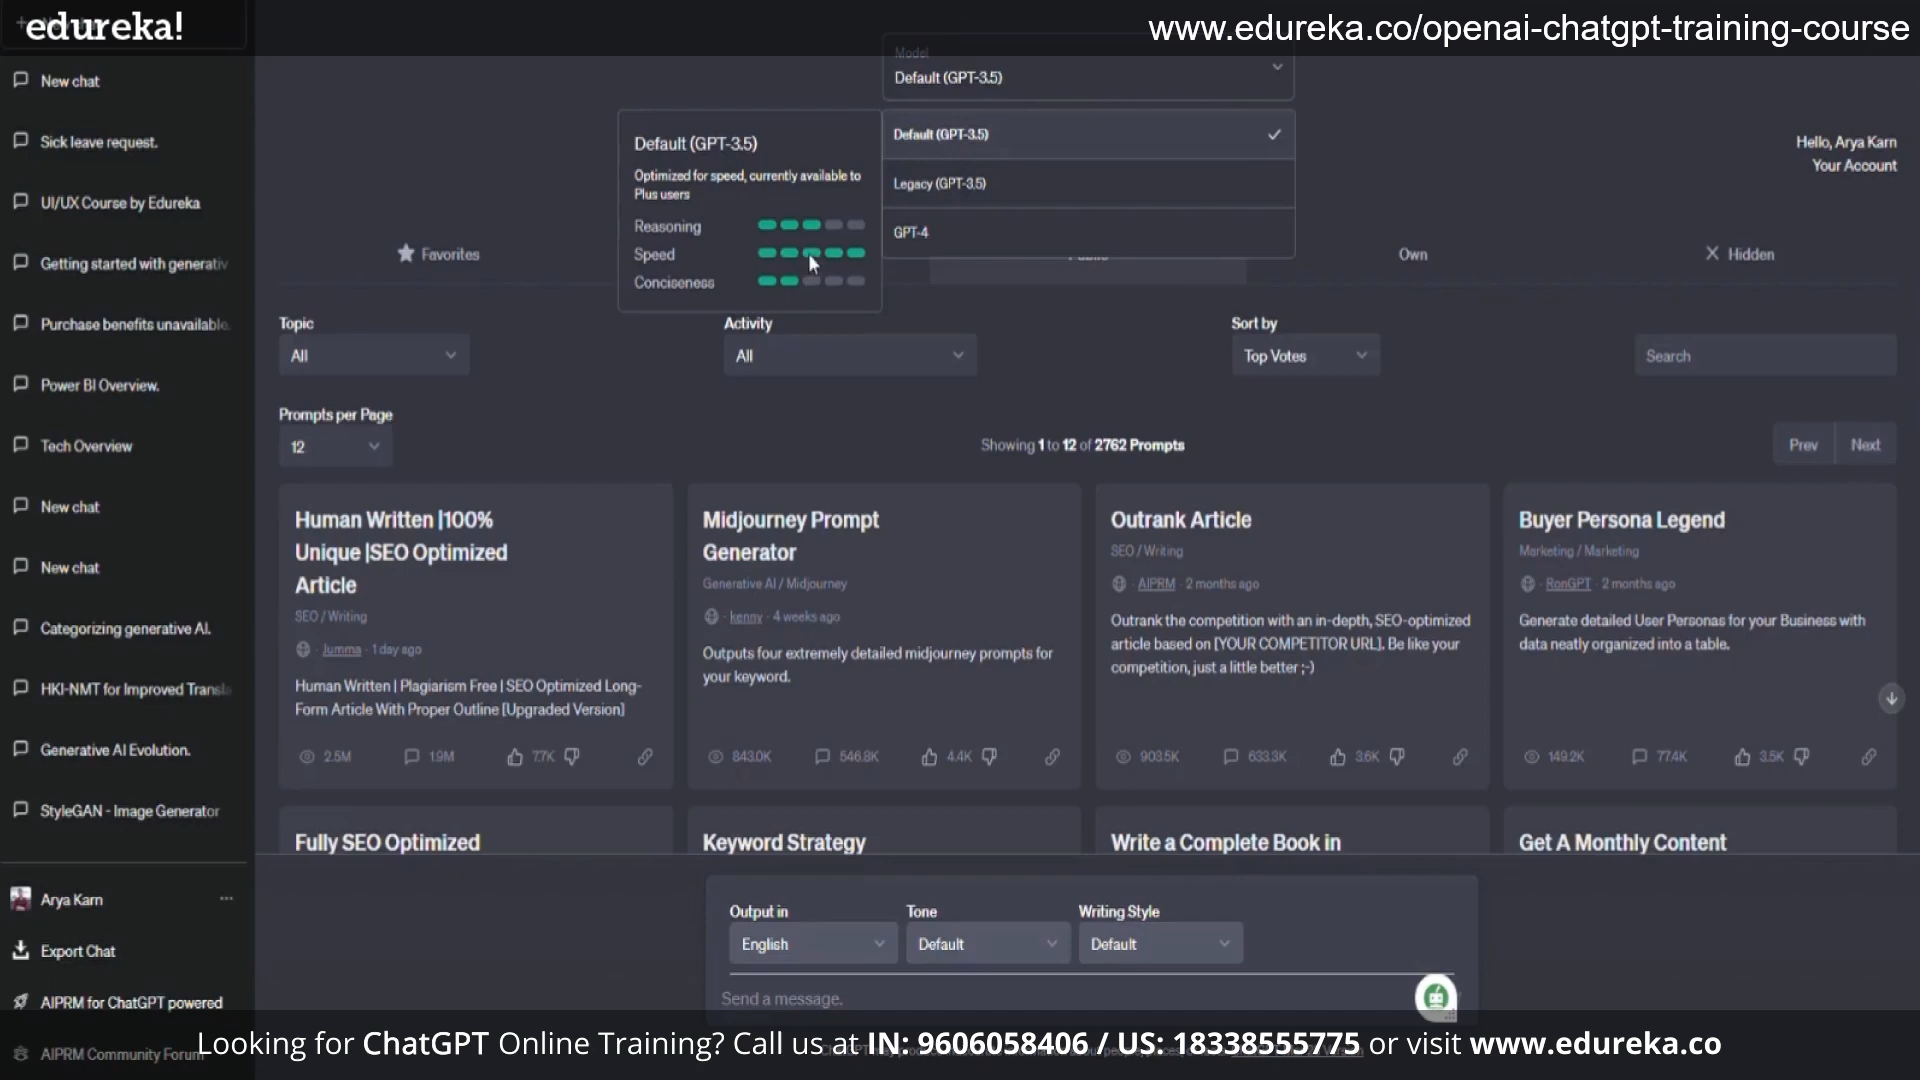 edureka!
www.edureka.co/openai-chatgpt-training-course
New chat
Sick leave request.
UI/UX Course by Edureka
Getting started with generativ
Purchase benefits unavailable.
Power BI Overview.
Tech Overview
New chat
New chat
Categorizing generative AI.
HKI-NMT for Improved Transla
Generative AI Evolution.
StyleGAN - Image Generator
Arya Karn
Export Chat
AIPRM for ChatGPT powered
AIPRM Community Forum
Model
Default (GPT-3.5)
Default (GPT-3.5)
Legacy (GPT-3.5)
GPT-4
Default (GPT-3.5)
Optimized for speed, currently available to
Plus users
Reasoning
Speed
Conciseness
Hello, Arya Karn
Your Account
Favorites
Public
Own
Hidden
Topic
All
Activity
All
Sort by
Top Votes
Search
Prompts per Page
12
Showing 1 to 12 of 2762 Prompts
Prev
Next
Human Written |100%
Unique |SEO Optimized
Article
SEO / Writing
Jumma · 1 day ago
Human Written | Plagiarism Free | SEO Optimized Long-
Form Article With Proper Outline [Upgraded Version]
2.5M 1.9M 7.7K
Midjourney Prompt
Generator
Generative AI / Midjourney
kenny · 4 weeks ago
Outputs four extremely detailed midjourney prompts for
your keyword.
843.0K 546.8K 4.4K
Outrank Article
SEO / Writing
AIPRM · 2 months ago
Outrank the competition with an in-depth, SEO-optimized
article based on [YOUR COMPETITOR URL]. Be like your
competition, just a little better ;-)
903.5K 633.3K 3.6K
Buyer Persona Legend
Marketing / Marketing
RonGPT · 2 months ago
Generate detailed User Personas for your Business with
data neatly organized into a table.
149.2K 77.4K 3.5K
Fully SEO Optimized
Keyword Strategy
Write a Complete Book in
Get A Monthly Content
Output in
English
Tone
Default
Writing Style
Default
Send a message.
Looking for ChatGPT Online Training? Call us at IN: 9606058406 / US: 18338555775 or visit www.edureka.co